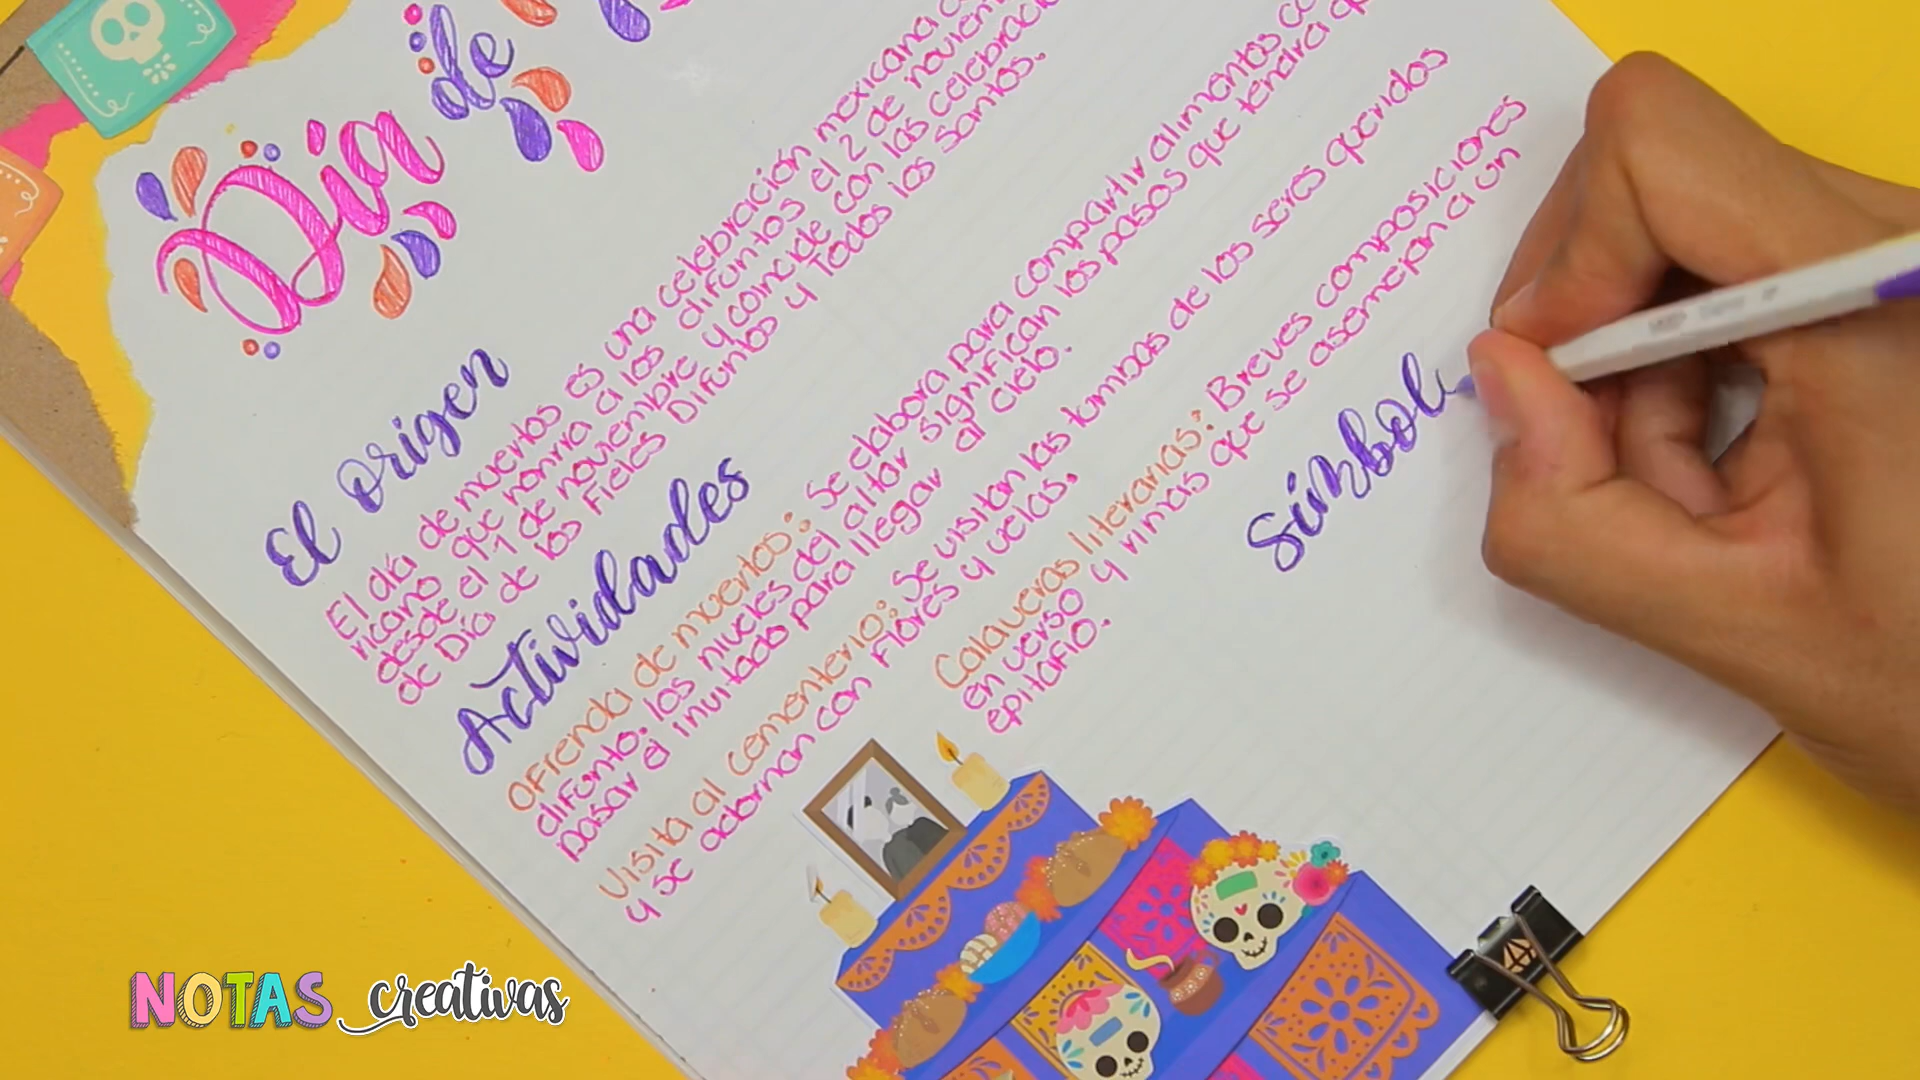 Día de
El origen
El día de muertos es una celebración mexicana
ricano que honra a los difuntos el 2 de
desde el 1 de noviembre y coincide con las
de Día de los Fieles Difuntos y Todos los Santos.
Actividades
Ofrenda de muertos: Se elabora para compartir alimentos
difunto. los niveles del altar significan los pasos que tendra
pasar el invitado para llegar al cielo.
Visita al cementerio: Se visitan las tumbas de los seres queridos
y se adornan con flores y velas.
Calaveras literarias: Breves composiciones
en verso y rimas que se asemejan a un
epitafio.
Símbol
NOTAS creativas